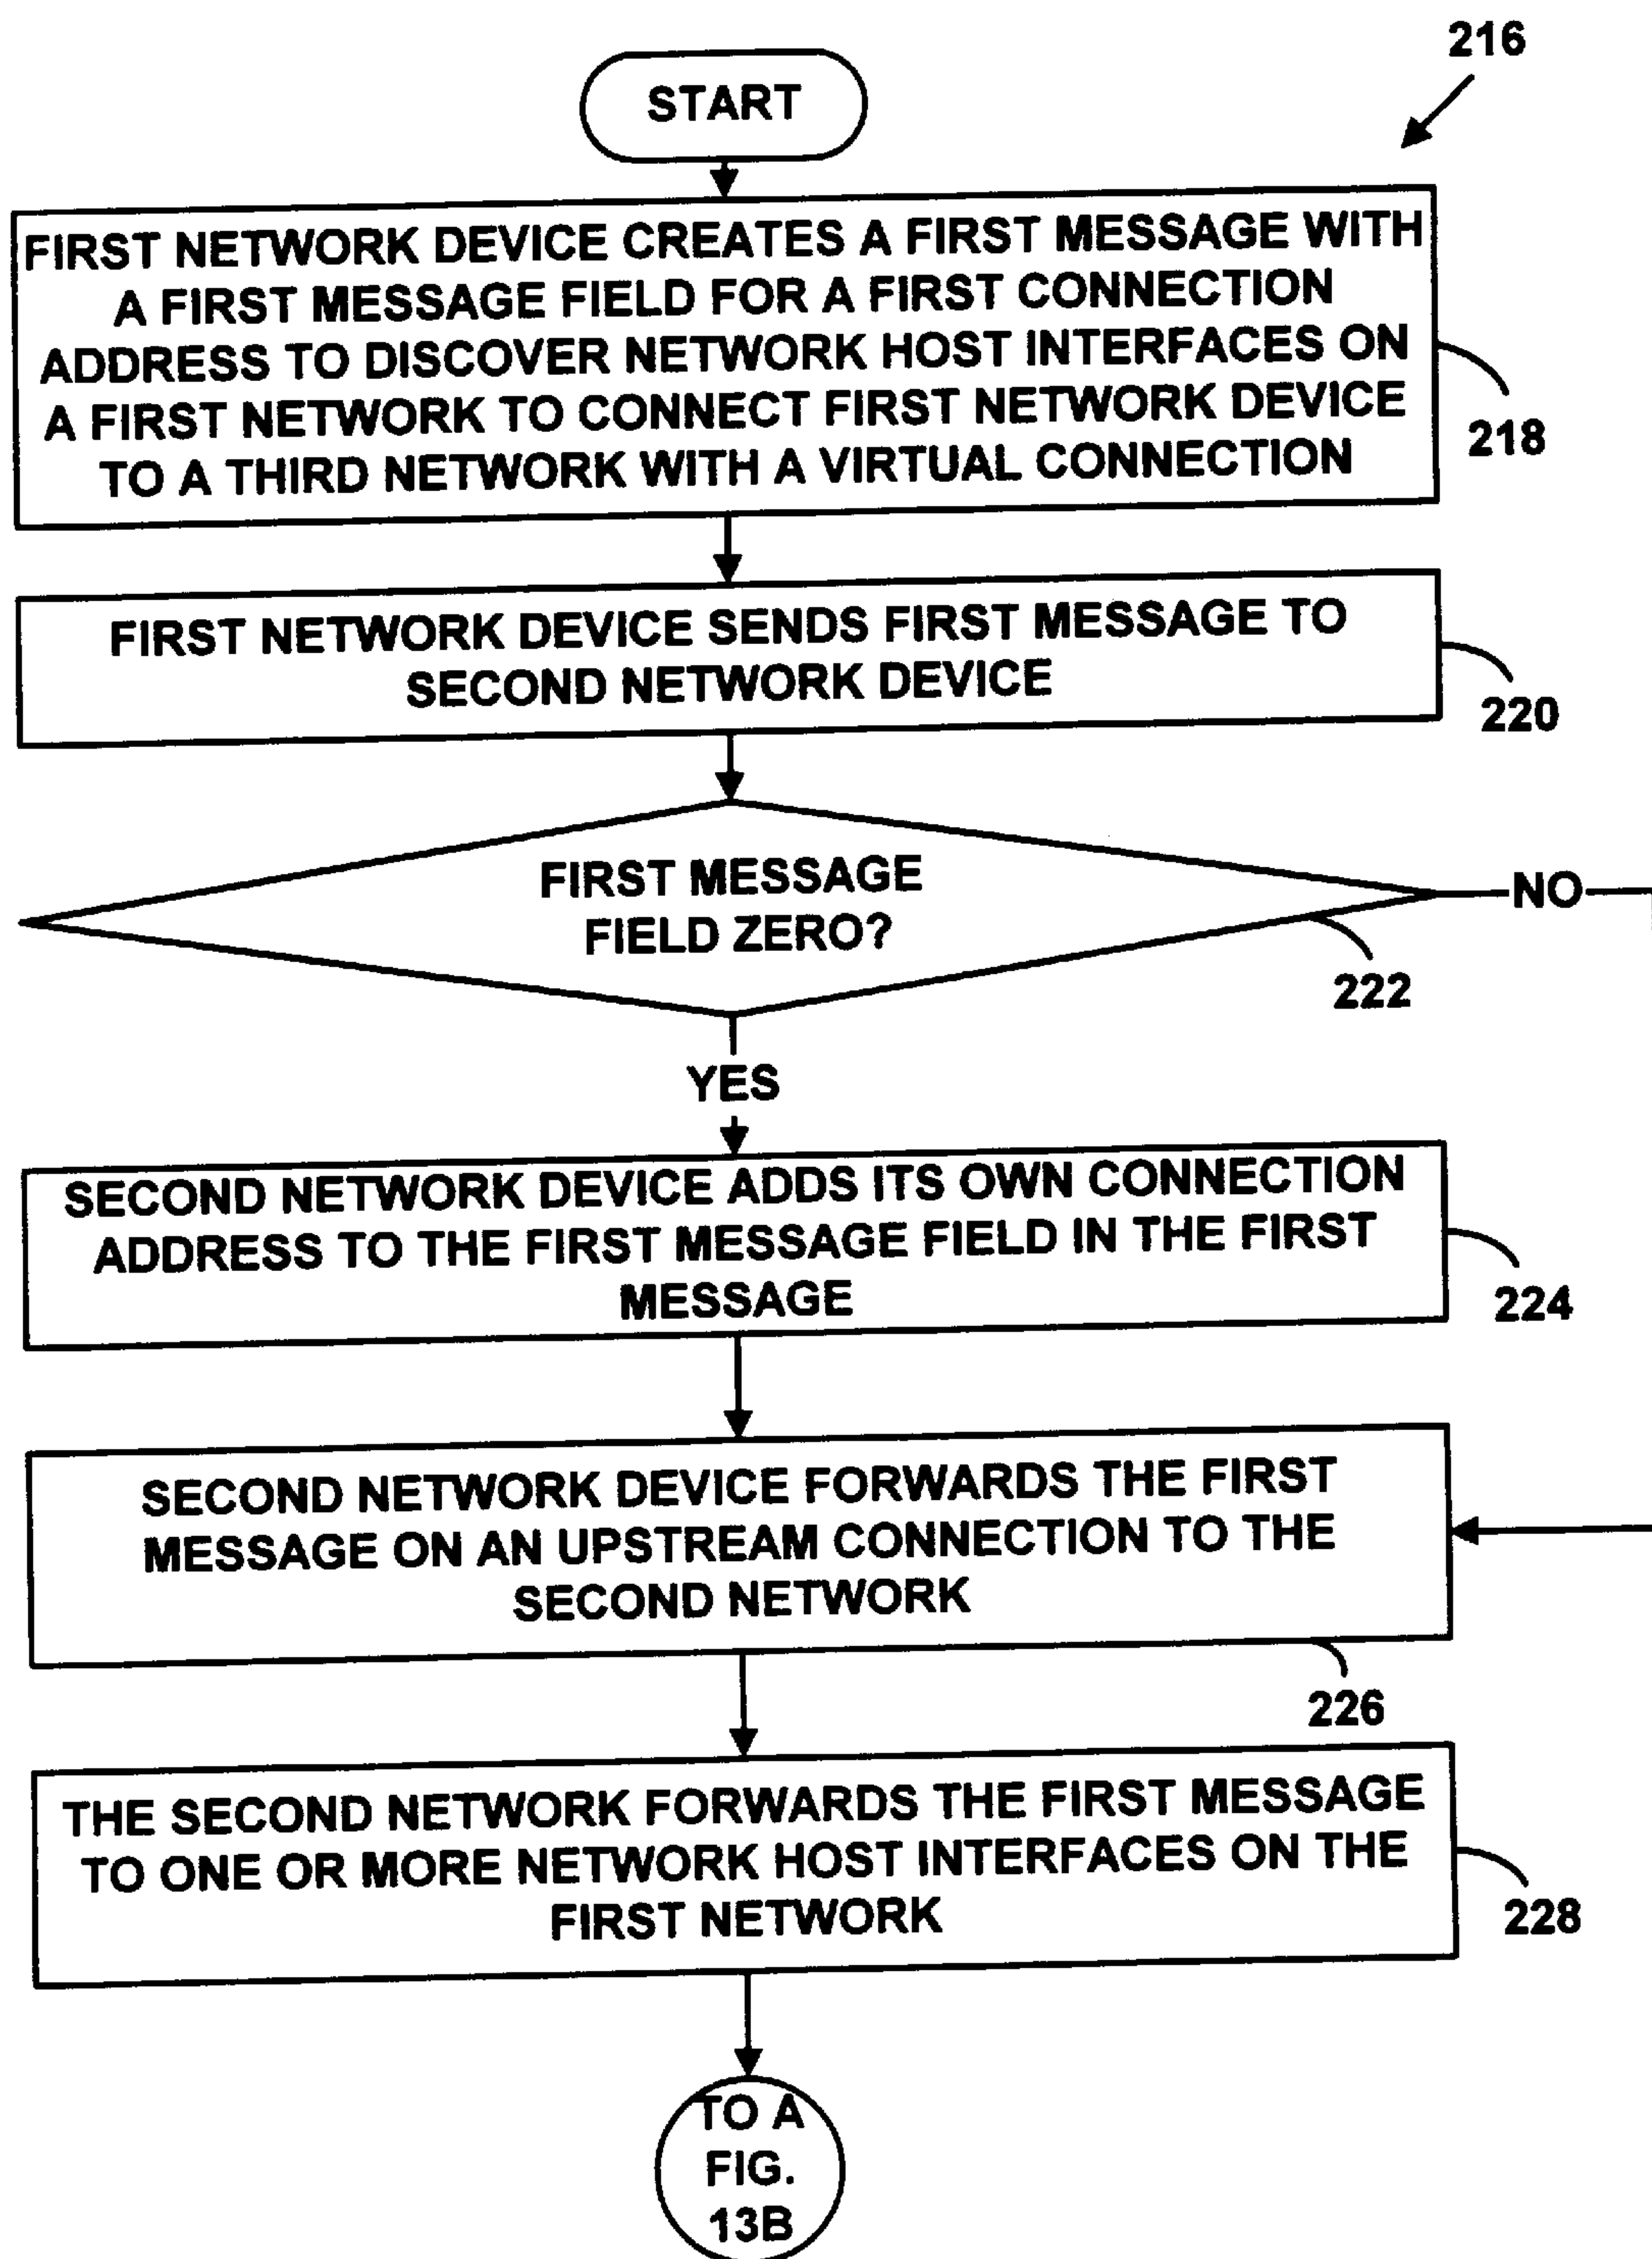 216
START
FIRST NETWORK DEVICE CREATES A FIRST MESSAGE WITH
A FIRST MESSAGE FIELD FOR A FIRST CONNECTION
ADDRESS TO DISCOVER NETWORK HOST INTERFACES ON
A FIRST NETWORK TO CONNECT FIRST NETWORK DEVICE
TO A THIRD NETWORK WITH A VIRTUAL CONNECTION
218
FIRST NETWORK DEVICE SENDS FIRST MESSAGE TO
SECOND NETWORK DEVICE
220
FIRST MESSAGE
FIELD ZERO?
NO
222
YES
SECOND NETWORK DEVICE ADDS ITS OWN CONNECTION
ADDRESS TO THE FIRST MESSAGE FIELD IN THE FIRST
MESSAGE
224
SECOND NETWORK DEVICE FORWARDS THE FIRST
MESSAGE ON AN UPSTREAM CONNECTION TO THE
SECOND NETWORK
226
THE SECOND NETWORK FORWARDS THE FIRST MESSAGE
TO ONE OR MORE NETWORK HOST INTERFACES ON THE
FIRST NETWORK
228
TO A
FIG.
13B